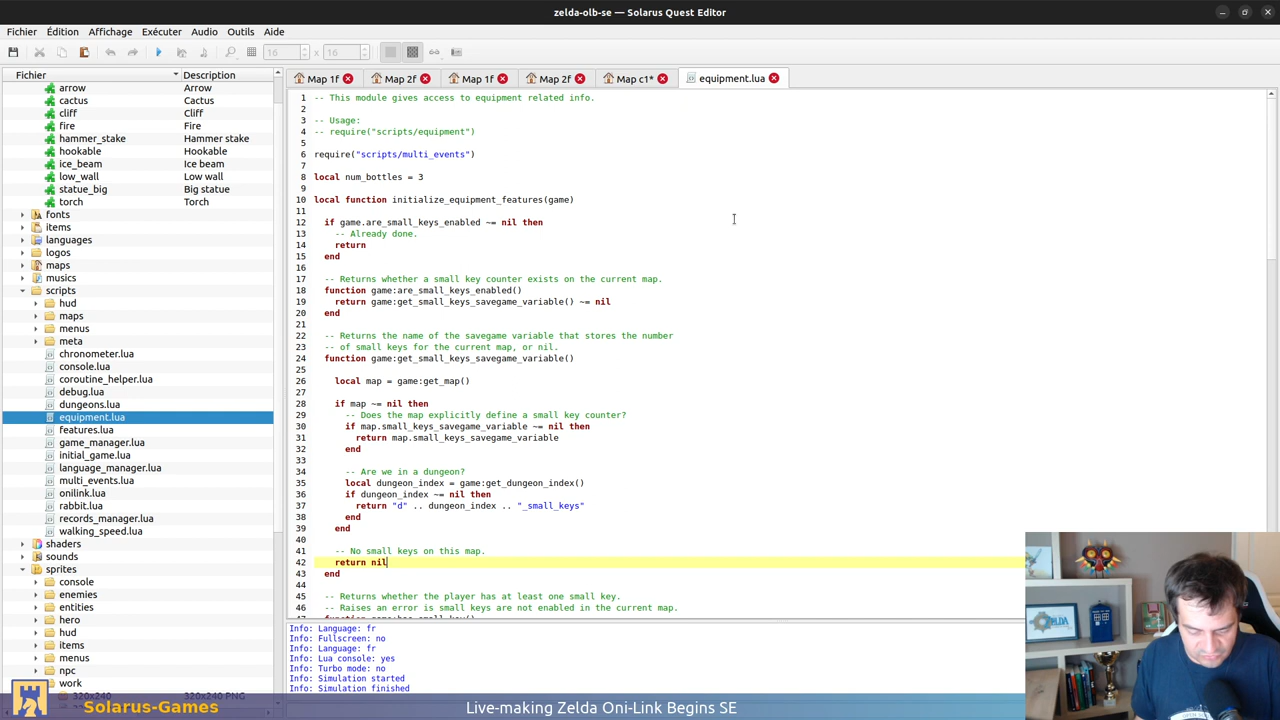 zelda-olb-se — Solarus Quest Editor
Fichier Édition Affichage Exécuter Audio Outils Aide
16 x 16
Fichier Description
arrow Arrow
cactus Cactus
cliff Cliff
fire Fire
hammer_stake Hammer stake
hookable Hookable
ice_beam Ice beam
low_wall Low wall
statue_big Big statue
torch Torch
fonts
items
languages
logos
maps
musics
scripts
hud
maps
menus
meta
chronometer.lua
console.lua
coroutine_helper.lua
debug.lua
dungeons.lua
equipment.lua
features.lua
game_manager.lua
initial_game.lua
language_manager.lua
multi_events.lua
onilink.lua
rabbit.lua
records_manager.lua
walking_speed.lua
shaders
sounds
sprites
console
enemies
entities
hero
hud
items
menus
npc
work
320x240 320x240 PNG
Map 1f Map 2f Map 1f Map 2f Map c1* equipment.lua
1 -- This module gives access to equipment related info.
2
3 -- Usage:
4 -- require("scripts/equipment")
5
6 require("scripts/multi_events")
7
8 local num_bottles = 3
9
10 local function initialize_equipment_features(game)
11
12 if game.are_small_keys_enabled ~= nil then
13 -- Already done.
14 return
15 end
16
17 -- Returns whether a small key counter exists on the current map.
18 function game:are_small_keys_enabled()
19 return game:get_small_keys_savegame_variable() ~= nil
20 end
21
22 -- Returns the name of the savegame variable that stores the number
23 -- of small keys for the current map, or nil.
24 function game:get_small_keys_savegame_variable()
25
26 local map = game:get_map()
27
28 if map ~= nil then
29 -- Does the map explicitly define a small key counter?
30 if map.small_keys_savegame_variable ~= nil then
31 return map.small_keys_savegame_variable
32 end
33
34 -- Are we in a dungeon?
35 local dungeon_index = game:get_dungeon_index()
36 if dungeon_index ~= nil then
37 return "d" .. dungeon_index .. "_small_keys"
38 end
39 end
40
41 -- No small keys on this map.
42 return nil
43 end
44
45 -- Returns whether the player has at least one small key.
46 -- Raises an error is small keys are not enabled in the current map.
Info: Language: fr
Info: Fullscreen: no
Info: Language: fr
Info: Lua console: yes
Info: Turbo mode: no
Info: Simulation started
Info: Simulation finished
Solarus-Games
Live-making Zelda Oni-Link Begins SE